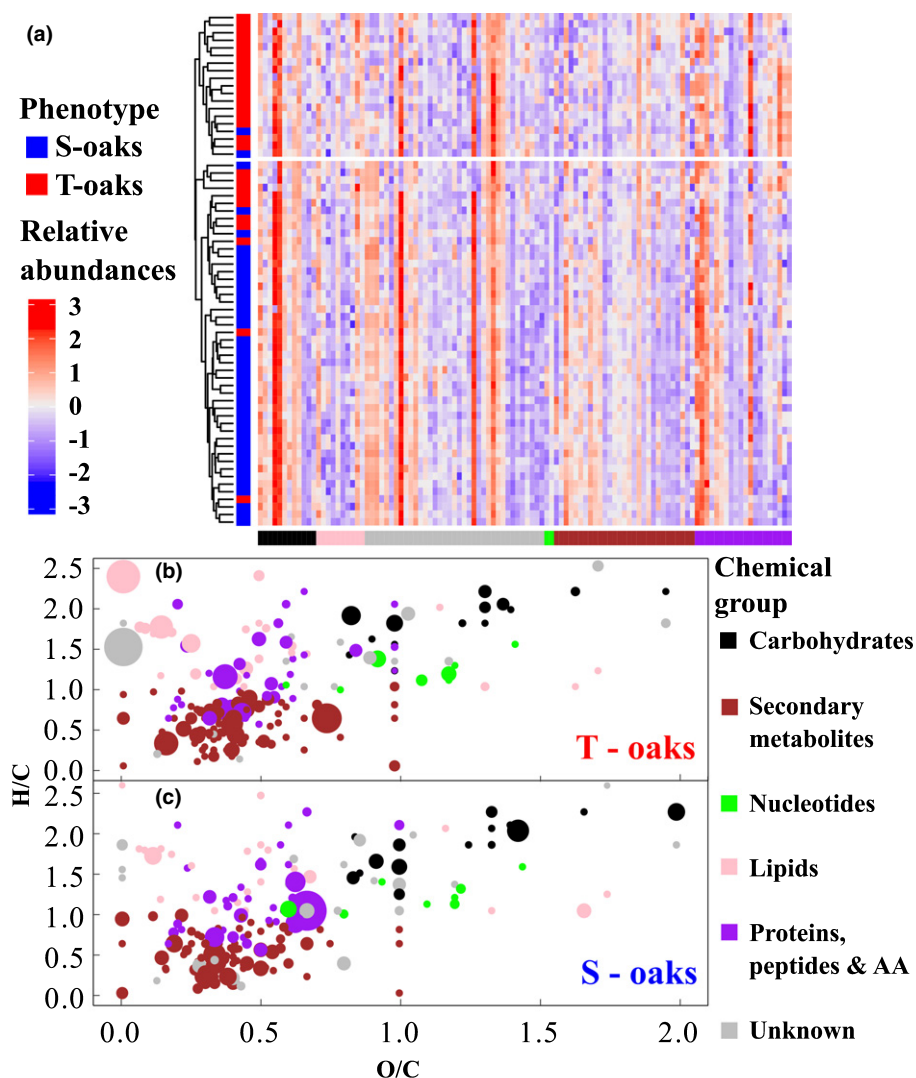 (a)
Phenotype
S-oaks
T-oaks
Relative
abundances
3
2
1
0
-1
-2
-3
(b)
2.5
2.0
1.5
1.0
0.5
0.0
T - oaks
H/C
(c)
2.5
2.0
1.5
1.0
0.5
0.0
S - oaks
0.0 0.5 1.0 1.5 2.0
O/C
Chemical
group
Carbohydrates
Secondary
metabolites
Nucleotides
Lipids
Proteins,
peptides & AA
Unknown